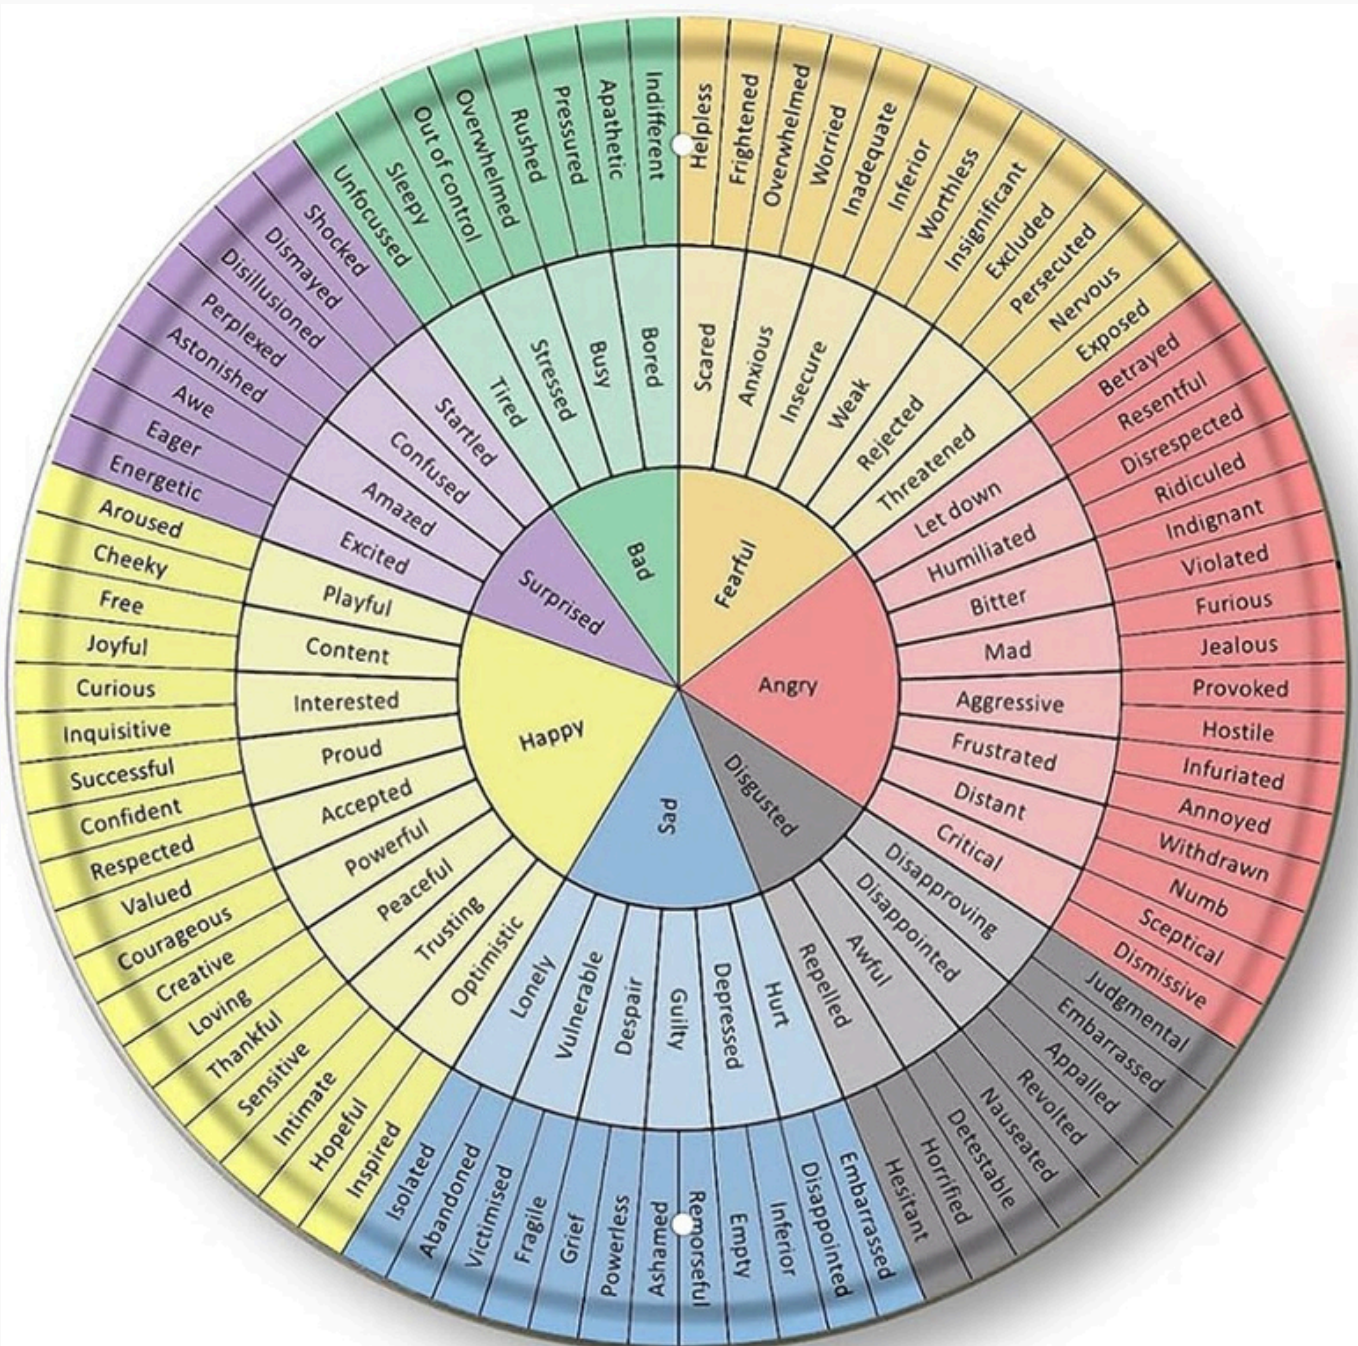 Fearful
Angry
Disgusted
Sad
Happy
Surprised
Bad
Scared
Anxious
Insecure
Weak
Rejected
Threatened
Let down
Humiliated
Bitter
Mad
Aggressive
Frustrated
Distant
Critical
Disapproving
Disappointed
Awful
Repelled
Hurt
Depressed
Guilty
Despair
Vulnerable
Lonely
Optimistic
Trusting
Peaceful
Powerful
Accepted
Proud
Interested
Content
Playful
Excited
Amazed
Confused
Startled
Tired
Stressed
Busy
Bored
Helpless
Frightened
Overwhelmed
Worried
Inadequate
Inferior
Worthless
Insignificant
Excluded
Persecuted
Nervous
Exposed
Betrayed
Resentful
Disrespected
Ridiculed
Indignant
Violated
Furious
Jealous
Provoked
Hostile
Infuriated
Annoyed
Withdrawn
Numb
Sceptical
Dismissive
Judgmental
Embarrassed
Appalled
Revolted
Nauseated
Detestable
Horrified
Hesitant
Embarrassed
Disappointed
Inferior
Empty
Remorseful
Ashamed
Powerless
Grief
Fragile
Victimised
Abandoned
Isolated
Inspired
Hopeful
Intimate
Sensitive
Thankful
Loving
Creative
Courageous
Valued
Respected
Confident
Successful
Inquisitive
Curious
Joyful
Free
Cheeky
Aroused
Energetic
Eager
Awe
Astonished
Perplexed
Disillusioned
Dismayed
Shocked
Unfocussed
Sleepy
Out of control
Overwhelmed
Rushed
Pressured
Apathetic
Indifferent